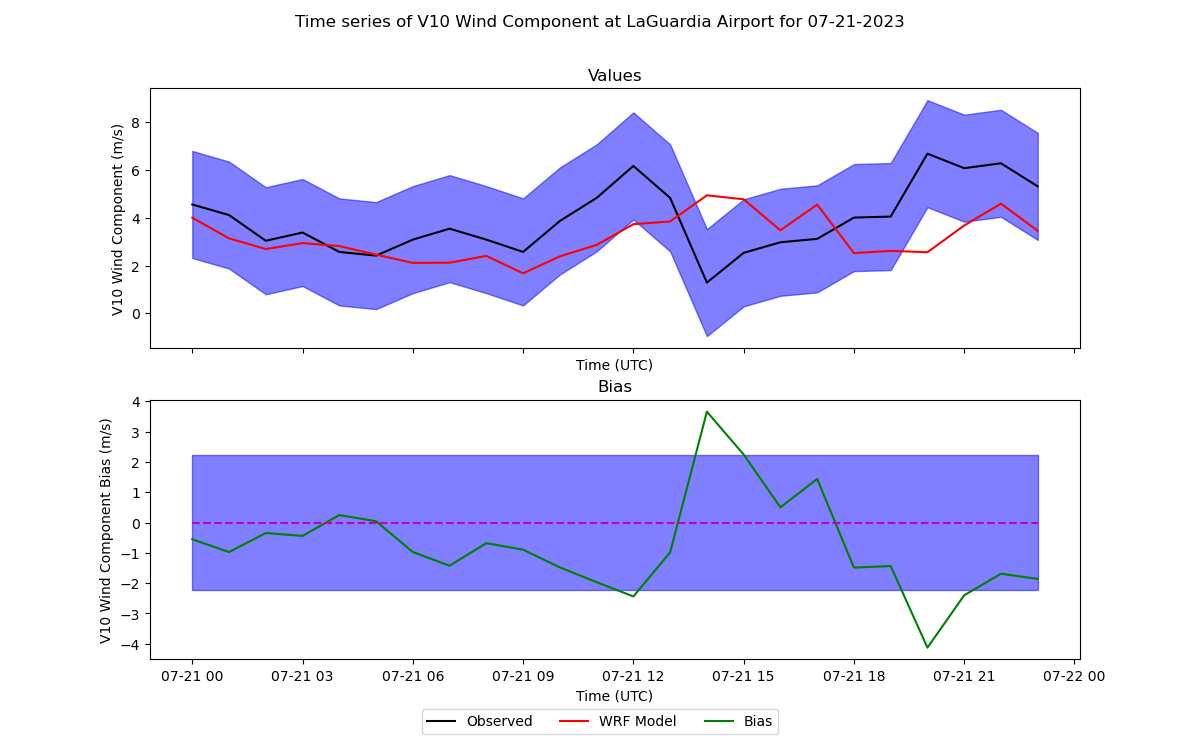 Time series of V10 Wind Component at LaGuardia Airport for 07-21-2023
Values
V10 Wind Component (m/s)
8
6
4
2
0
Time (UTC)
Bias
V10 Wind Component Bias (m/s)
4
3
2
1
0
−1
−2
−3
−4
07-21 00 07-21 03 07-21 06 07-21 09 07-21 12 07-21 15 07-21 18 07-21 21 07-22 00
Time (UTC)
Observed WRF Model Bias